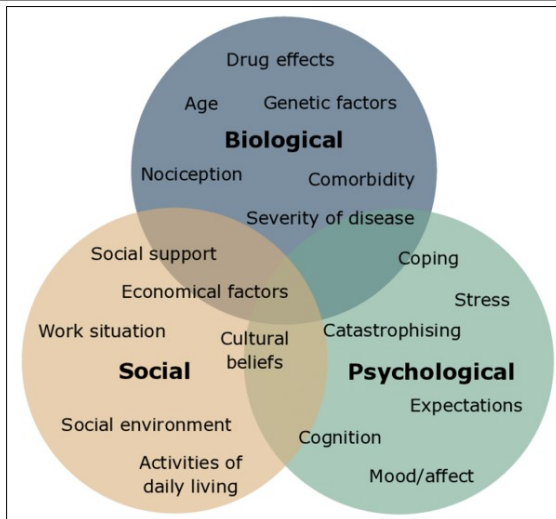 Drug effects
Age
Genetic factors
Biological
Nociception
Comorbidity
Severity of disease
Social support
Economical factors
Work situation
Cultural
beliefs
Social
Social environment
Activities of
daily living
Coping
Stress
Catastrophising
Psychological
Expectations
Cognition
Mood/affect